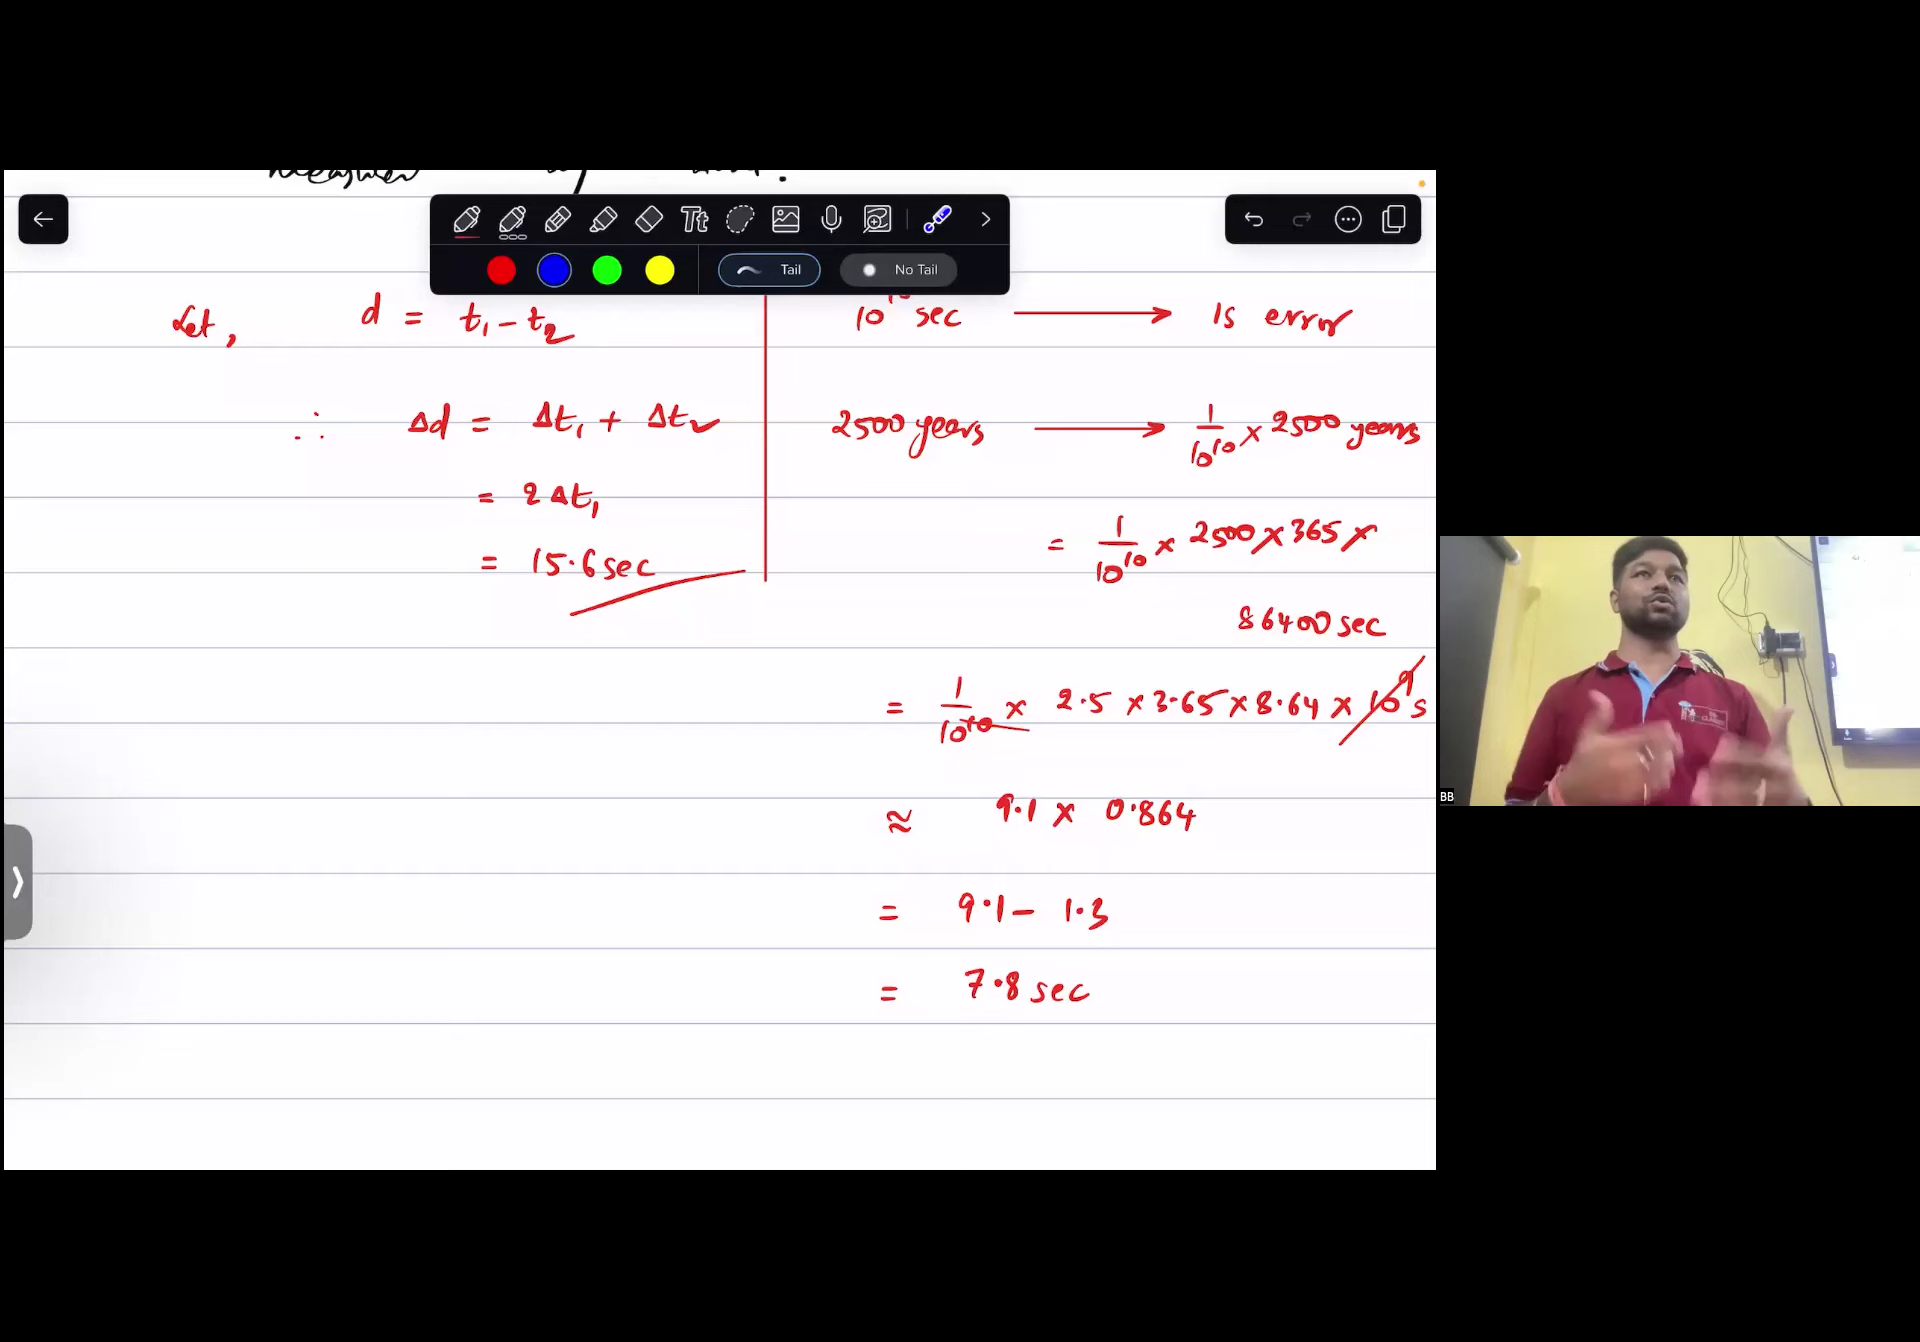 Tt
Tail
No Tail
Let, d = t₁ - t₂
∴ Δd = Δt₁ + Δt₂
= 2Δt₁
= 15.6 sec
10¹⁰ sec → 1s error
2500 years → 1/10¹⁰ × 2500 years
= 1/10¹⁰ × 2500 × 365 ×
86400 sec
= 1/10¹⁰ × 2.5 × 3.65 × 8.64 × 10⁹ s
≈ 9.1 × 0.864
= 9.1 - 1.3
= 7.8 sec
BB